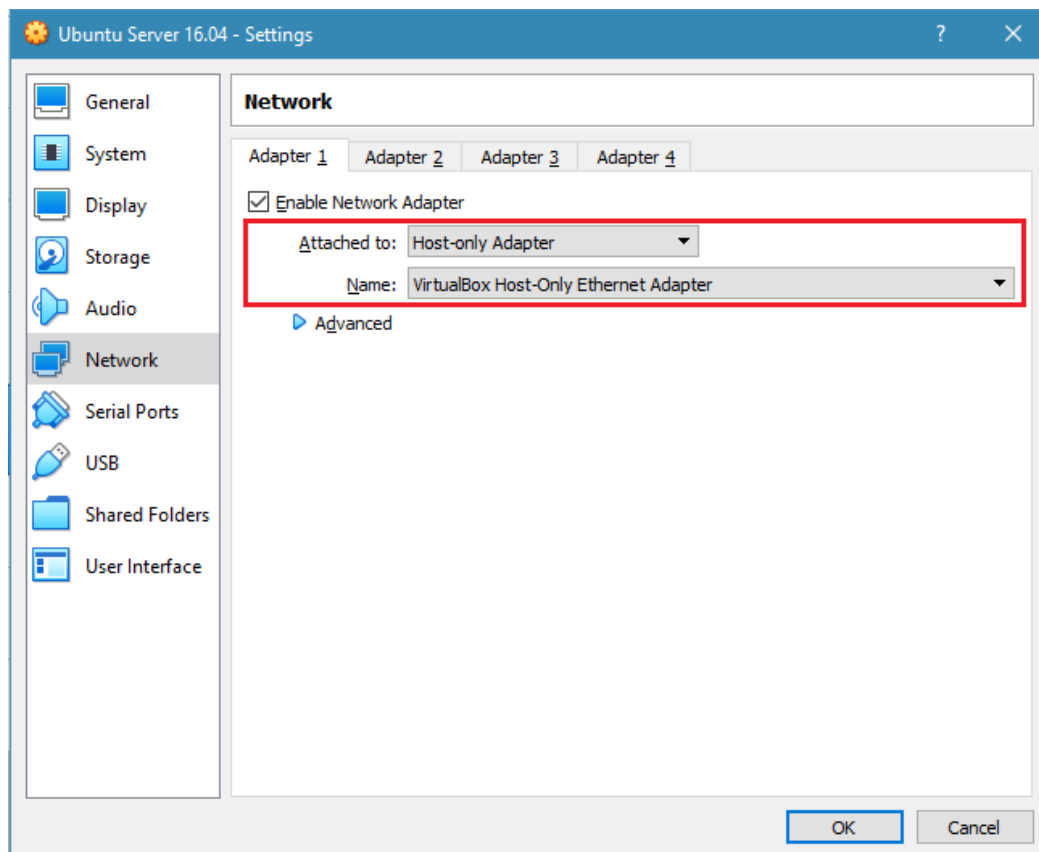 Ubuntu Server 16.04 - Settings ? ×
General
System
Display
Storage
Audio
Network
Serial Ports
USB
Shared Folders
User Interface
Network
Adapter 1 Adapter 2 Adapter 3 Adapter 4
Enable Network Adapter
Attached to: Host-only Adapter
Name: VirtualBox Host-Only Ethernet Adapter
Advanced
OK Cancel